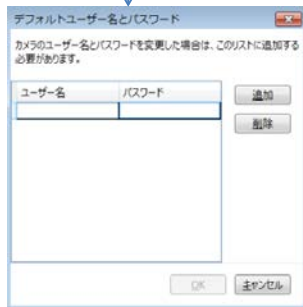 デフォルトユーザー名とパスワード
カメラのユーザー名とパスワードを変更した場合は、このリストに追加する
必要があります。
ユーザー名 パスワード
追加
削除
OK キャンセル